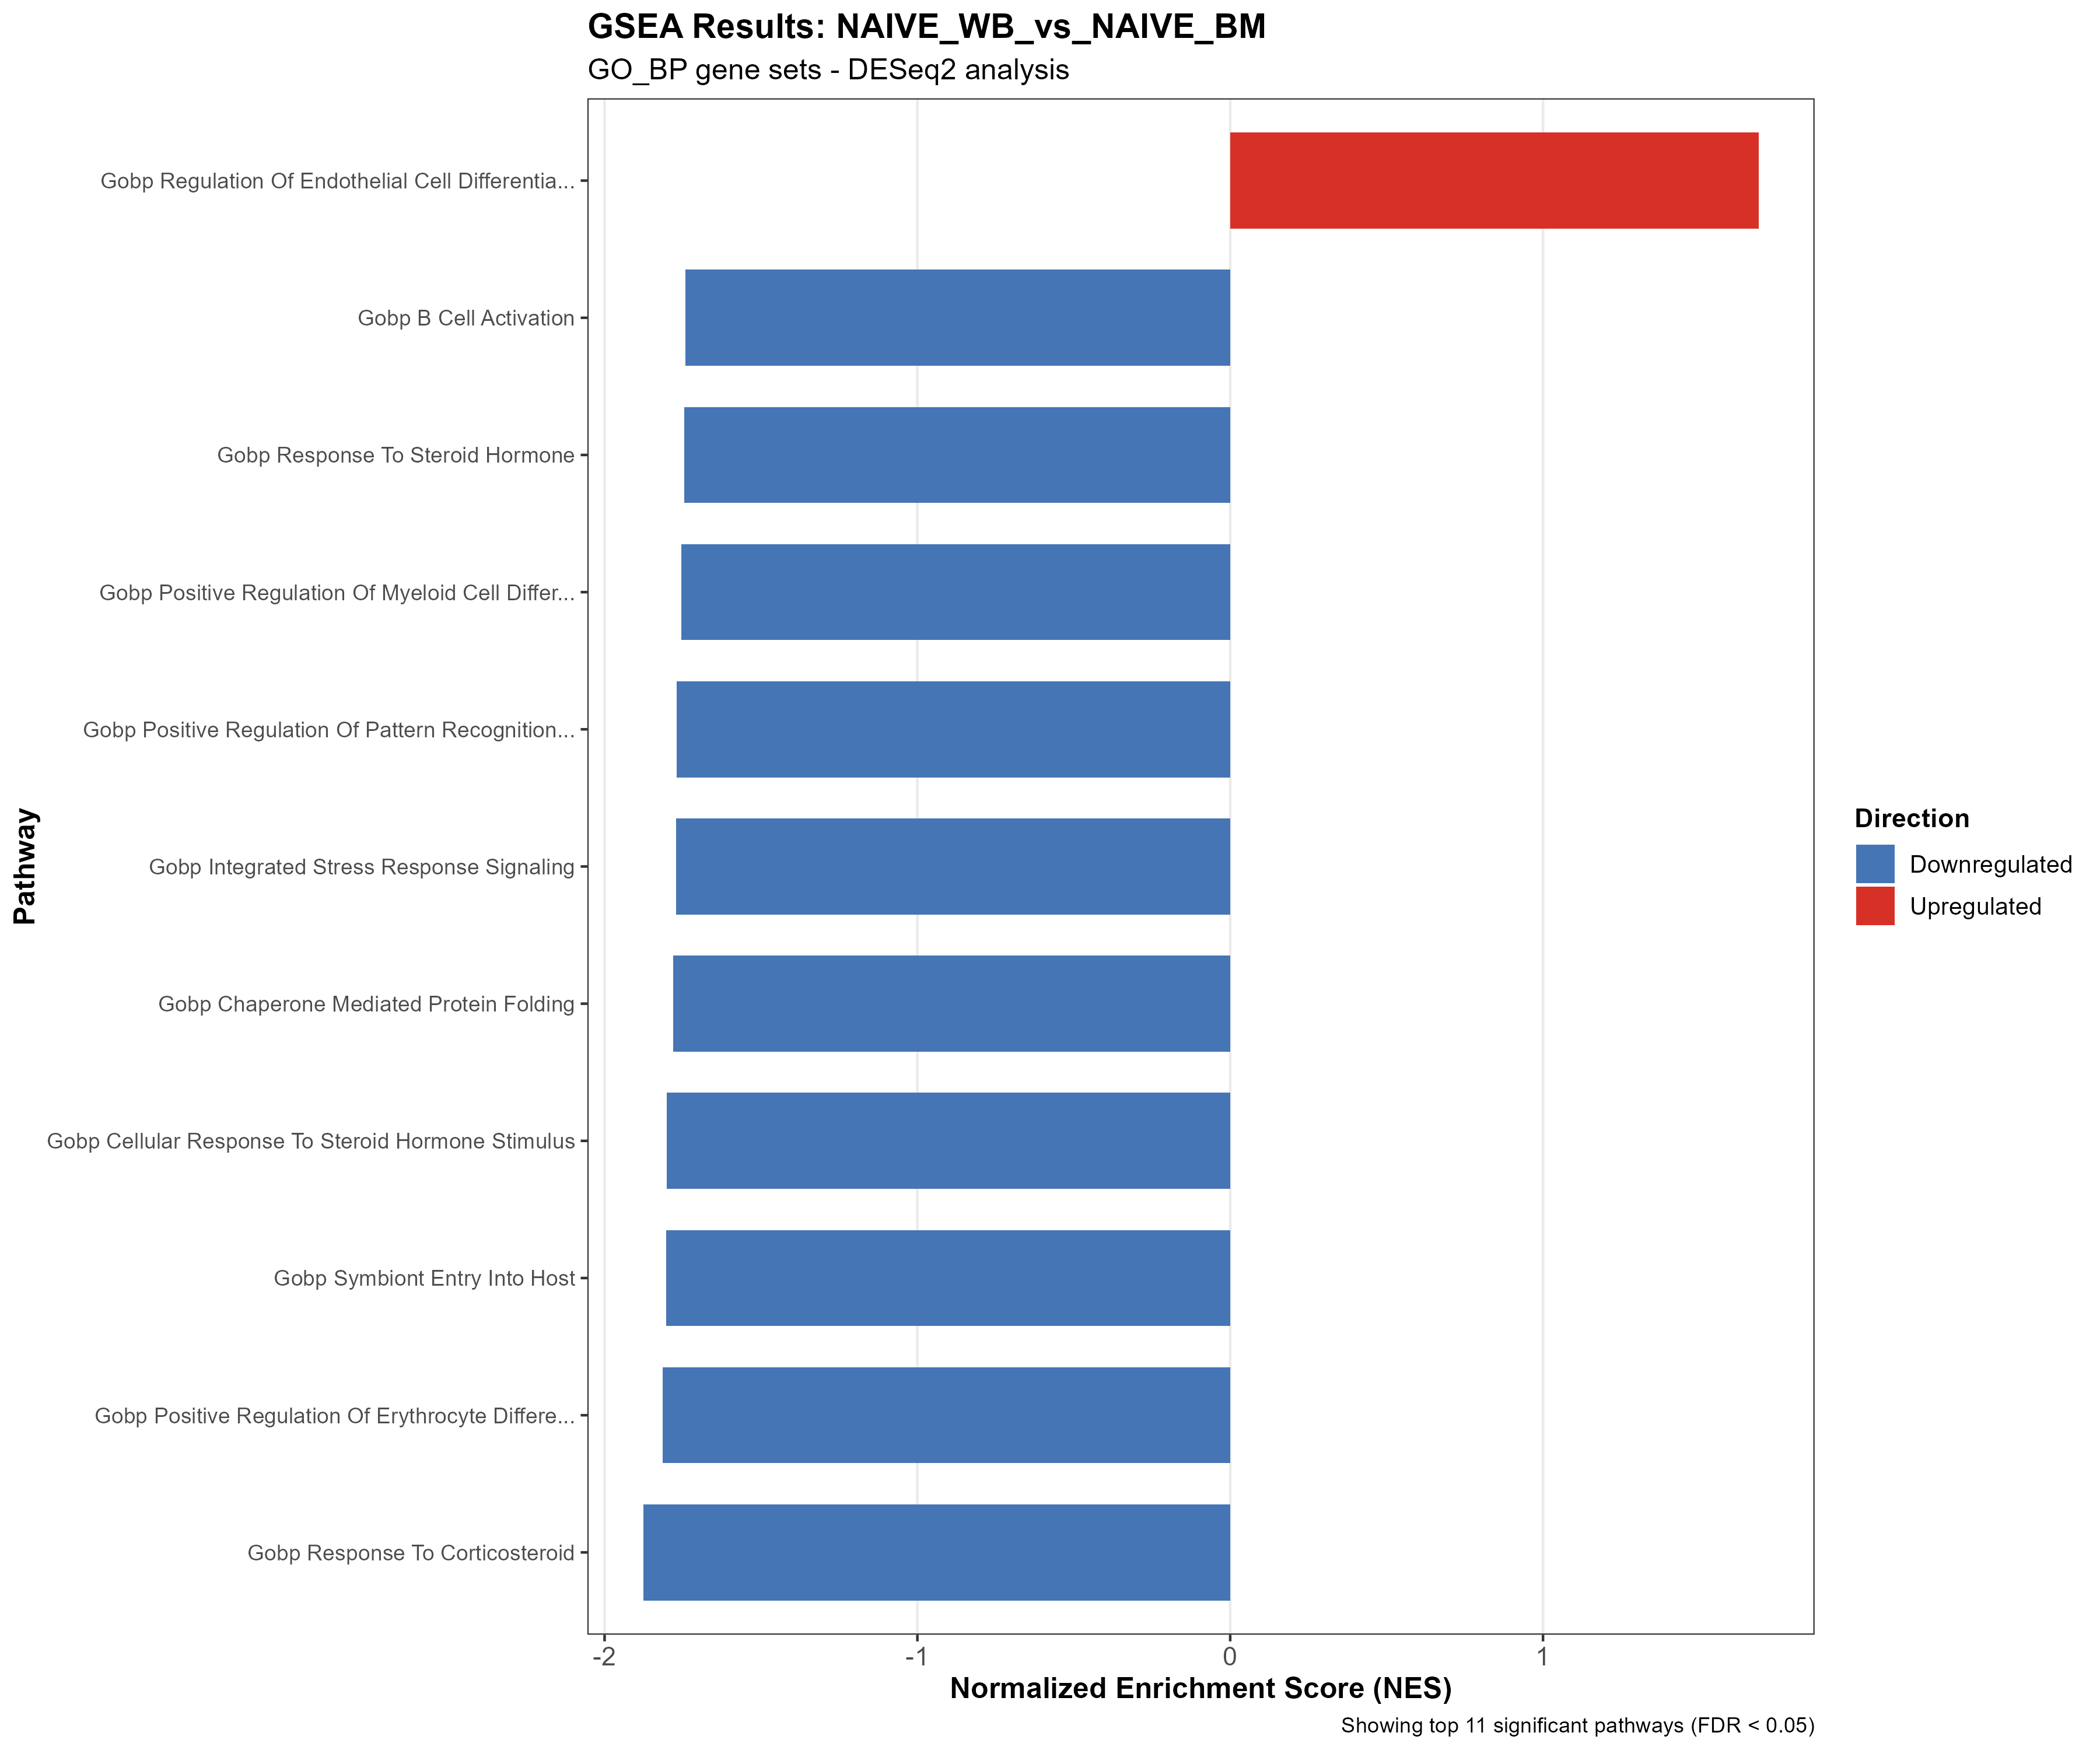 GSEA Results: NAIVE_WB_vs_NAIVE_BM
GO_BP gene sets - DESeq2 analysis
Pathway
Gobp Regulation Of Endothelial Cell Differentia...
Gobp B Cell Activation
Gobp Response To Steroid Hormone
Gobp Positive Regulation Of Myeloid Cell Differ...
Gobp Positive Regulation Of Pattern Recognition...
Gobp Integrated Stress Response Signaling
Gobp Chaperone Mediated Protein Folding
Gobp Cellular Response To Steroid Hormone Stimulus
Gobp Symbiont Entry Into Host
Gobp Positive Regulation Of Erythrocyte Differe...
Gobp Response To Corticosteroid
-2 -1 0 1
Normalized Enrichment Score (NES)
Showing top 11 significant pathways (FDR < 0.05)
Direction
Downregulated
Upregulated